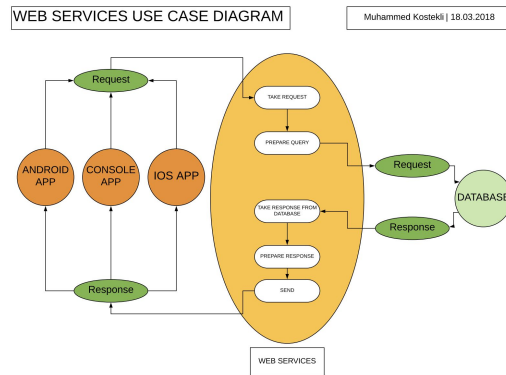 WEB SERVICES USE CASE DIAGRAM
Muhammed Kostekli | 18.03.2018
Request
TAKE REQUEST
PREPARE QUERY
Request
ANDROID
APP
CONSOLE
APP
IOS APP
DATABASE
TAKE RESPONSE FROM
DATABASE
Response
PREPARE RESPONSE
Response
SEND
WEB SERVICES